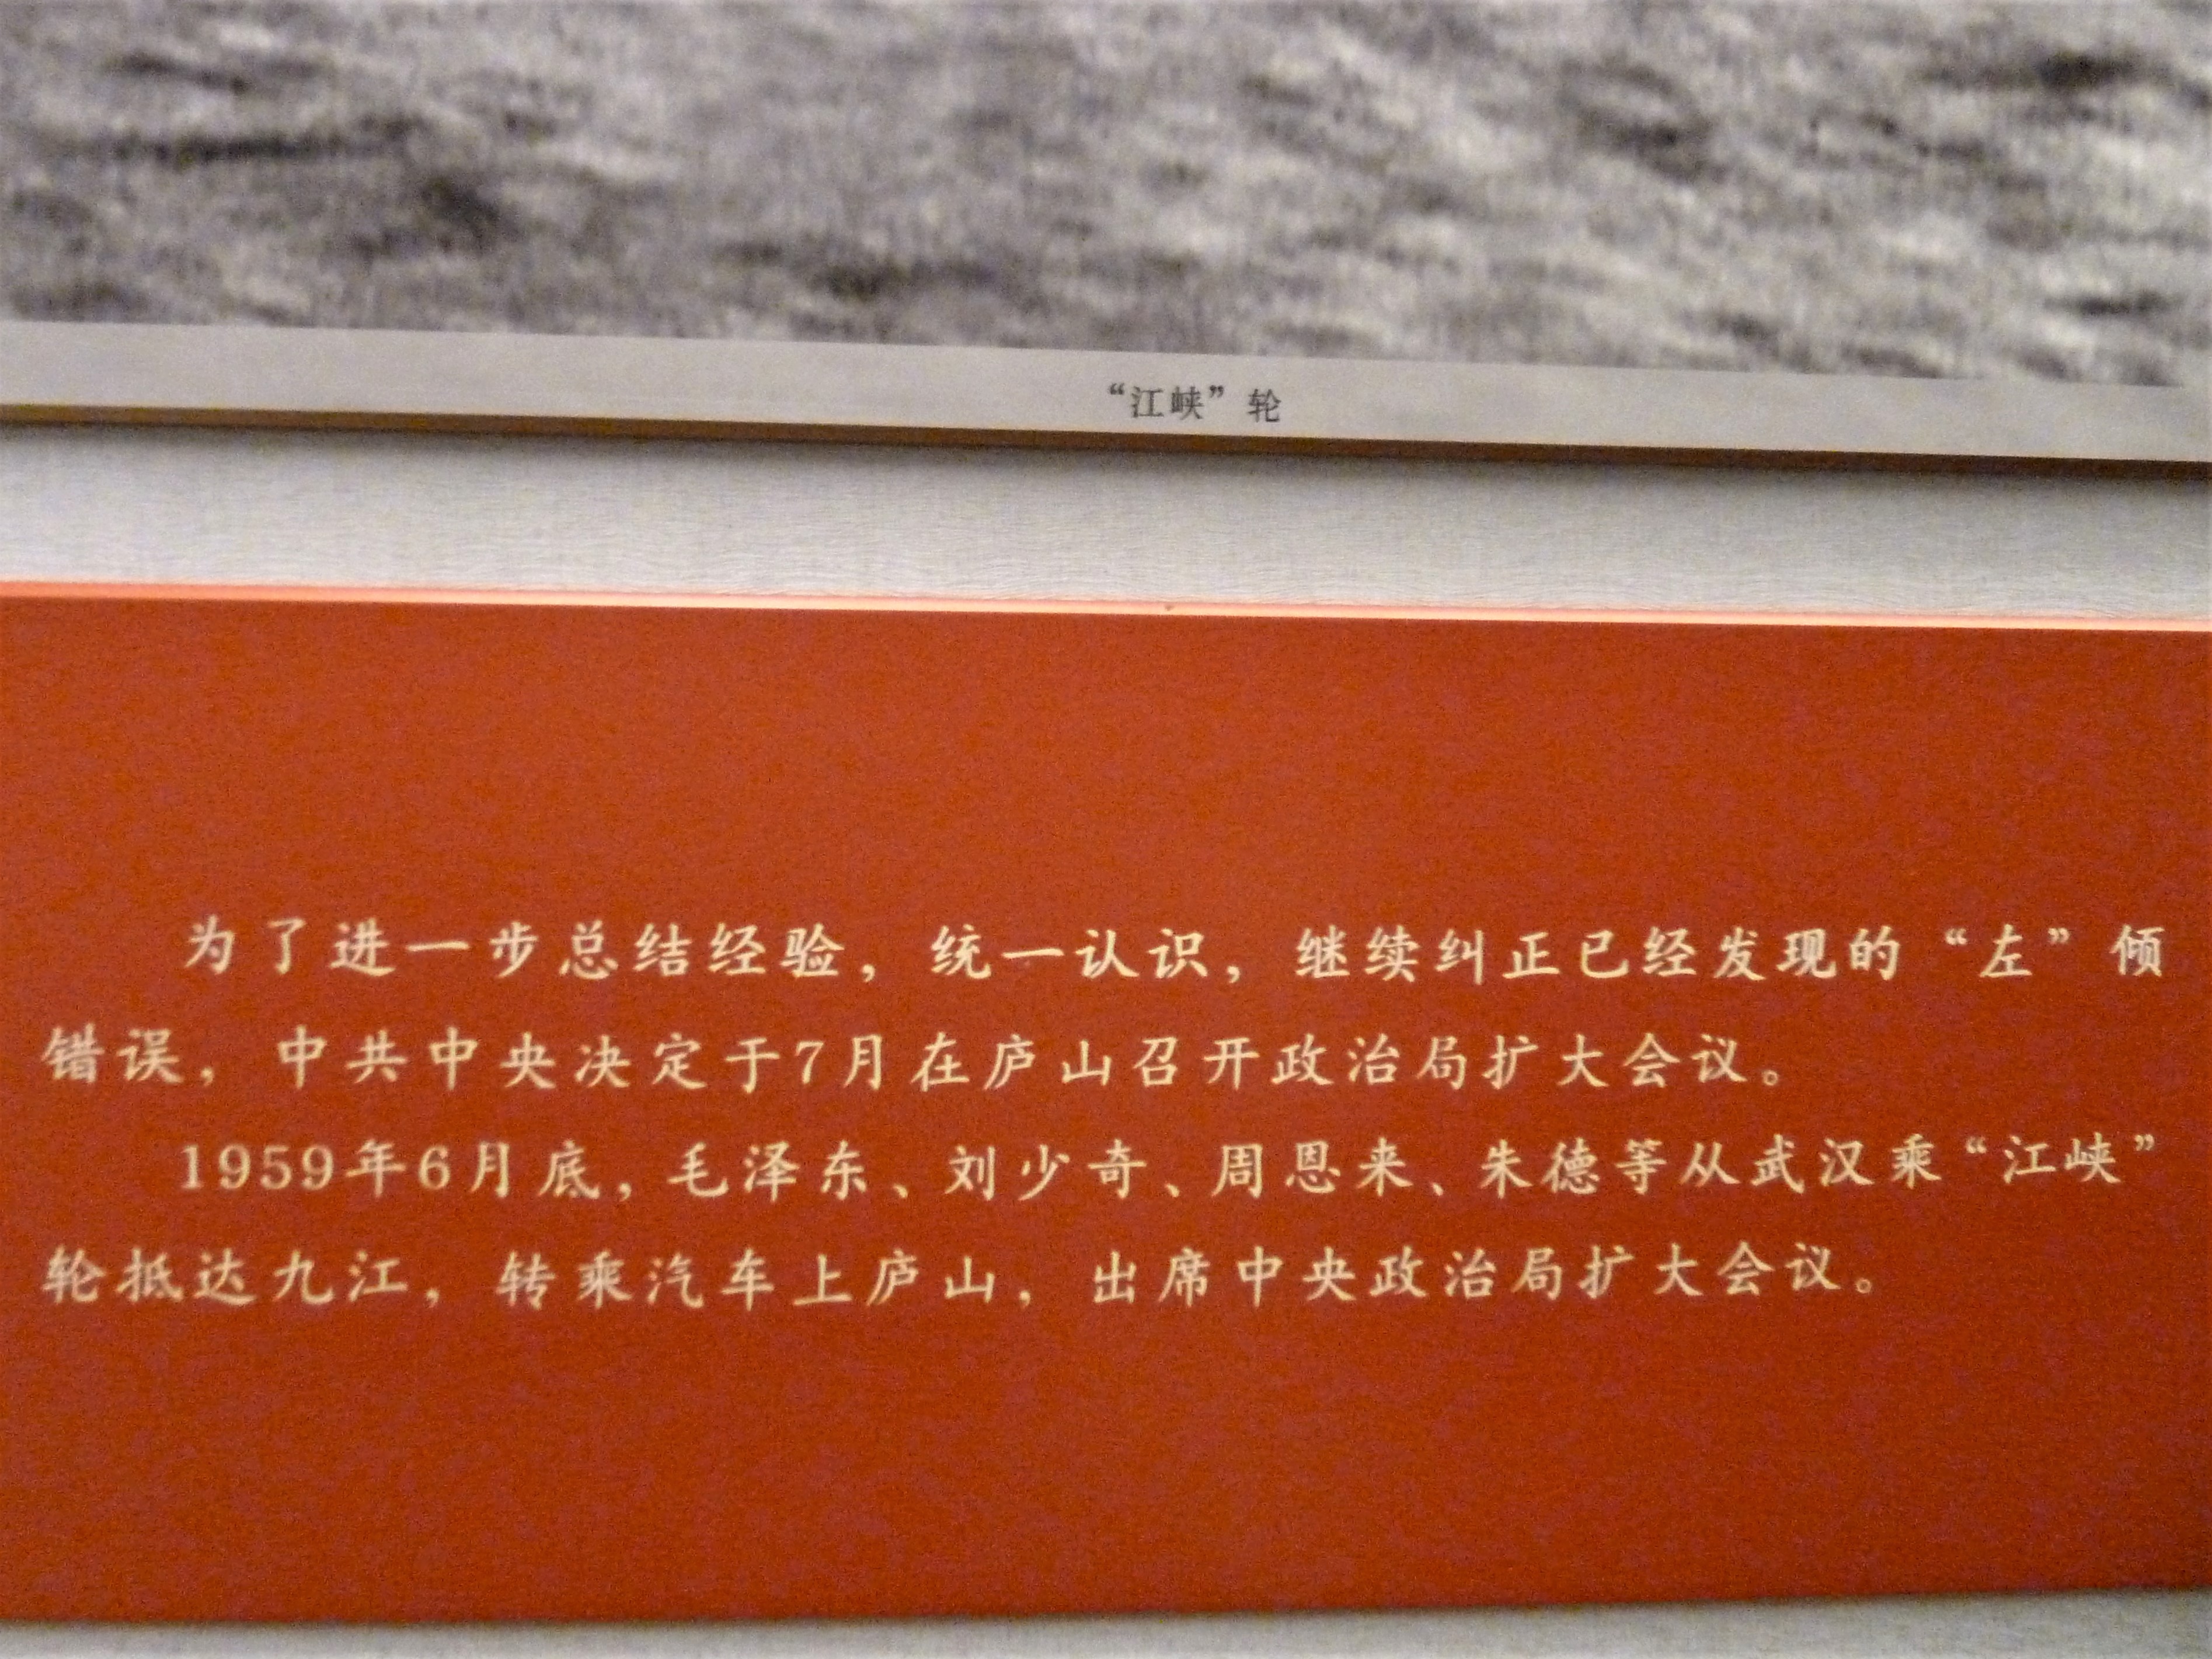 “江峡”轮
为了进一步总结经验，统一认识，继续纠正已经发现的“左”倾
错误，中共中央决定于7月在庐山召开政治局扩大会议。
1959年6月底，毛泽东、刘少奇、周恩来、朱德等从武汉乘“江峡”
轮抵达九江，转乘汽车上庐山，出席中央政治局扩大会议。